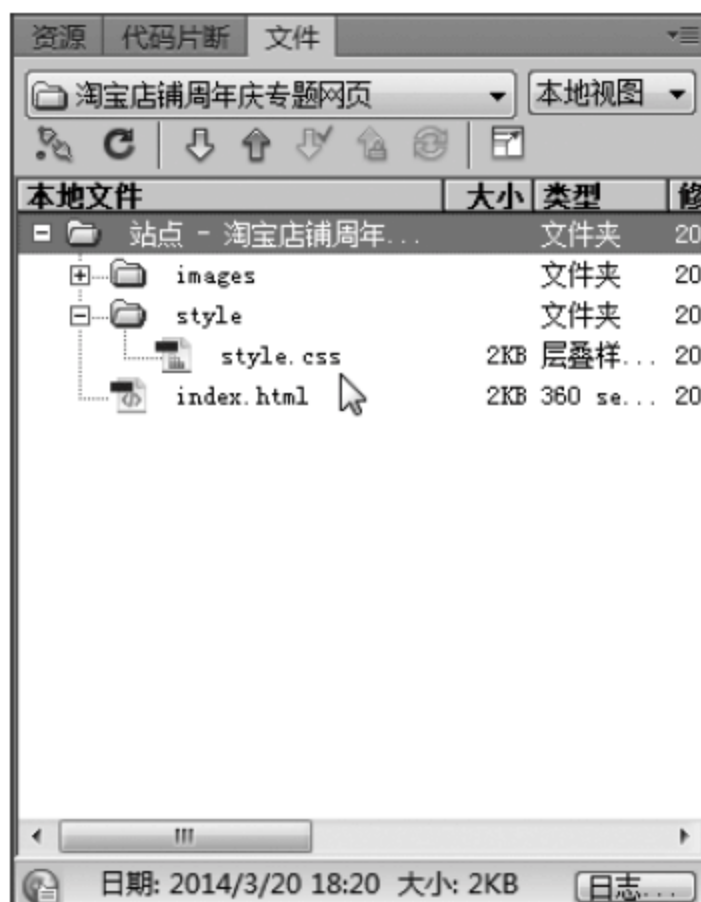 资源 代码片断 文件
淘宝店铺周年庆专题网页 本地视图
本地文件 大小 类型 修
站点 - 淘宝店铺周年... 文件夹 20
images 文件夹 20
style 文件夹 20
style.css 2KB 层叠样... 20
index.html 2KB 360 se... 20
日期: 2014/3/20 18:20 大小: 2KB 日志...